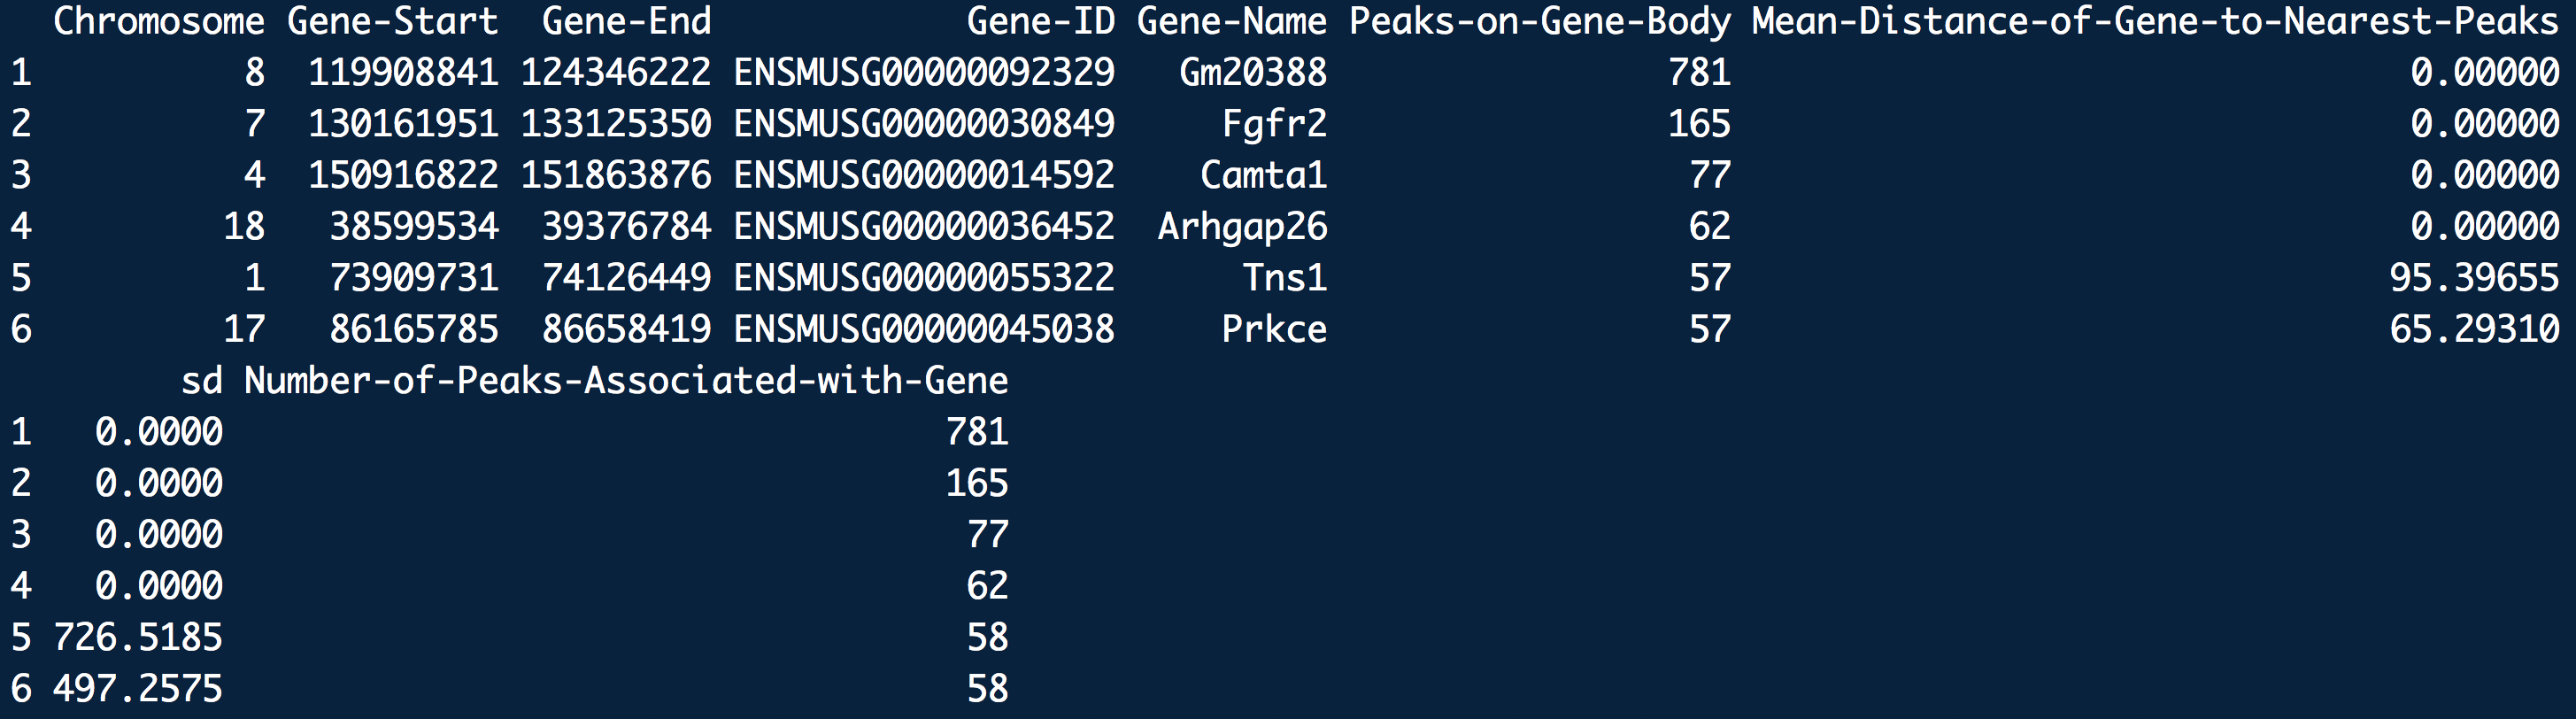 Chromosome Gene-Start Gene-End Gene-ID Gene-Name Peaks-on-Gene-Body Mean-Distance-of-Gene-to-Nearest-Peaks
1 8 119908841 124346222 ENSMUSG00000092329 Gm20388 781 0.00000
2 7 130161951 133125350 ENSMUSG00000030849 Fgfr2 165 0.00000
3 4 150916822 151863876 ENSMUSG00000014592 Camta1 77 0.00000
4 18 38599534 39376784 ENSMUSG00000036452 Arhgap26 62 0.00000
5 1 73909731 74126449 ENSMUSG00000055322 Tns1 57 95.39655
6 17 86165785 86658419 ENSMUSG00000045038 Prkce 57 65.29310
sd Number-of-Peaks-Associated-with-Gene
1 0.0000 781
2 0.0000 165
3 0.0000 77
4 0.0000 62
5 726.5185 58
6 497.2575 58